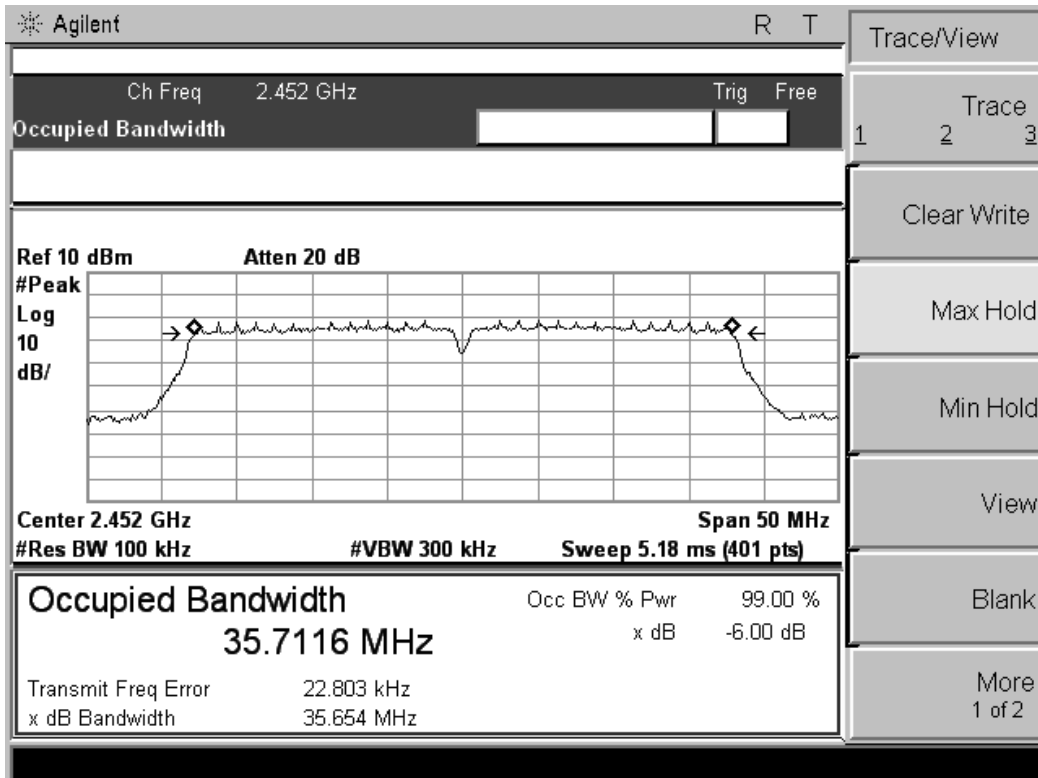 Agilent R T
Ch Freq 2.452 GHz Trig Free
Occupied Bandwidth
Ref 10 dBm Atten 20 dB
#Peak
Log
10
dB/
Center 2.452 GHz Span 50 MHz
#Res BW 100 kHz #VBW 300 kHz Sweep 5.18 ms (401 pts)
Occupied Bandwidth
35.7116 MHz
Occ BW % Pwr 99.00 %
x dB -6.00 dB
Transmit Freq Error 22.803 kHz
x dB Bandwidth 35.654 MHz
Trace/View
Trace
1 2 3
Clear Write
Max Hold
Min Hold
View
Blank
More
1 of 2